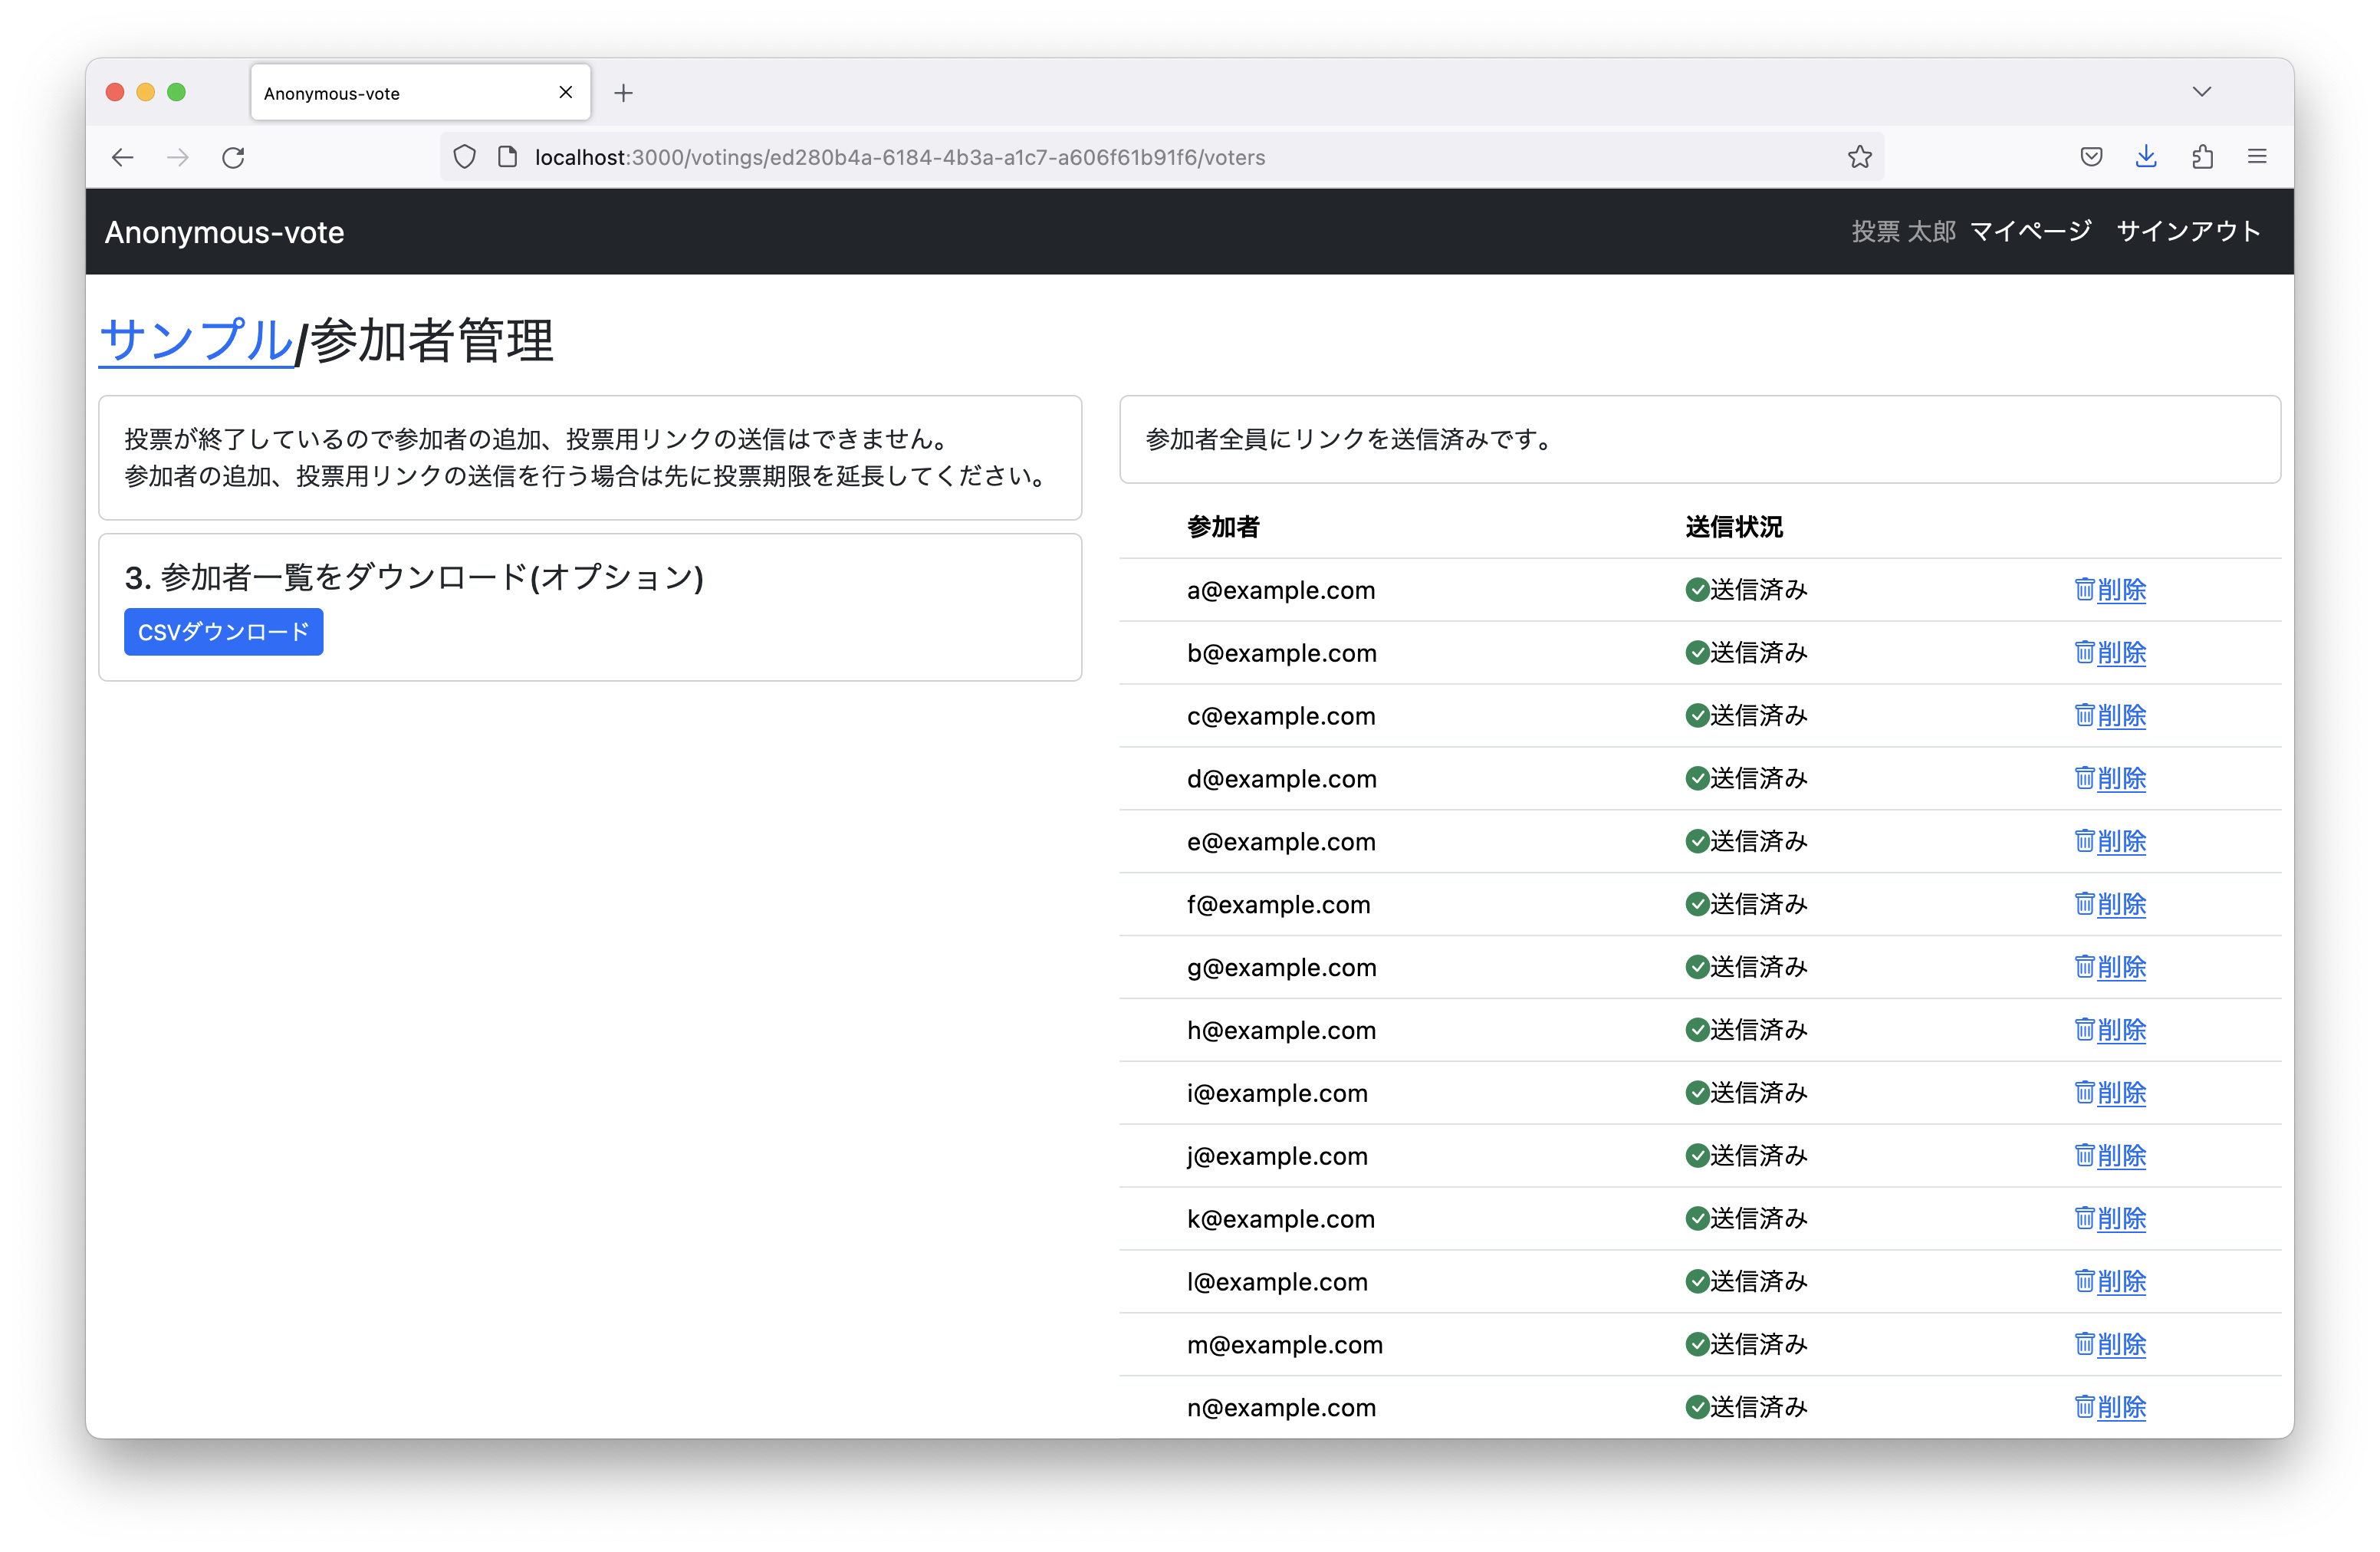 Anonymous-vote
localhost:3000/votings/ed280b4a-6184-4b3a-a1c7-a606f61b91f6/voters
Anonymous-vote
投票 太郎 マイページ サインアウト
サンプル/参加者管理
投票が終了しているので参加者の追加、投票用リンクの送信はできません。
参加者の追加、投票用リンクの送信を行う場合は先に投票期限を延長してください。
3. 参加者一覧をダウンロード(オプション)
CSVダウンロード
参加者全員にリンクを送信済みです。
参加者 送信状況
a@example.com 送信済み 削除
b@example.com 送信済み 削除
c@example.com 送信済み 削除
d@example.com 送信済み 削除
e@example.com 送信済み 削除
f@example.com 送信済み 削除
g@example.com 送信済み 削除
h@example.com 送信済み 削除
i@example.com 送信済み 削除
j@example.com 送信済み 削除
k@example.com 送信済み 削除
l@example.com 送信済み 削除
m@example.com 送信済み 削除
n@example.com 送信済み 削除